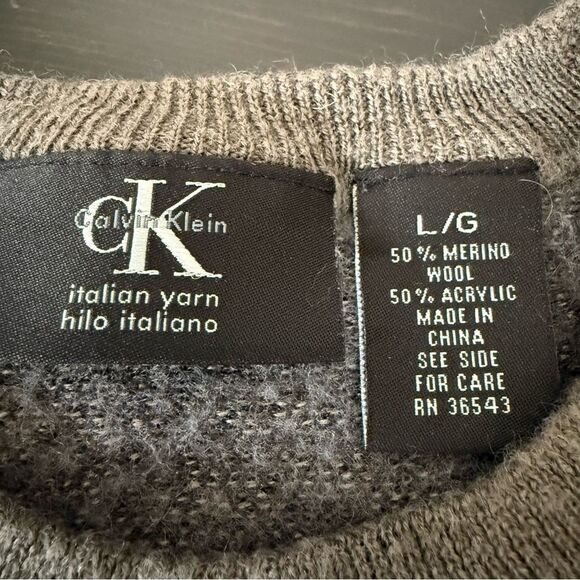 cK
Calvin Klein
italian yarn
hilo italiano
L/G
50% MERINO
WOOL
50% ACRYLIC
MADE IN
CHINA
SEE SIDE
FOR CARE
RN 36543